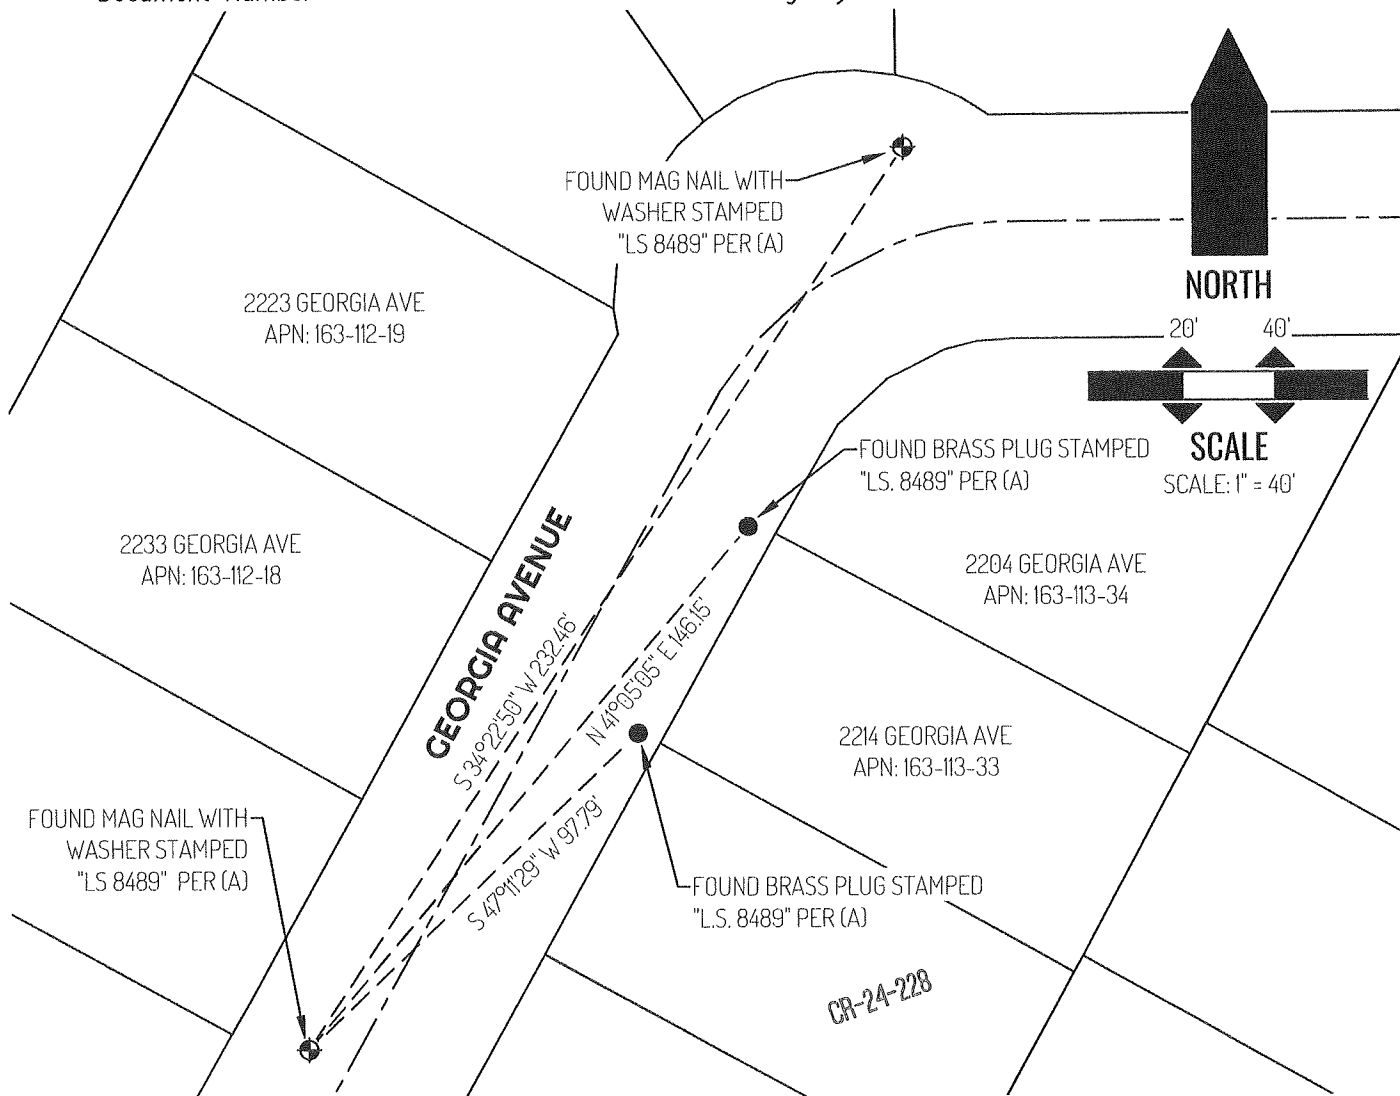 FOUND MAG NAIL WITH
WASHER STAMPED
"LS 8489" PER (A)
NORTH
20' 40'
SCALE
SCALE: 1" = 40'
2223 GEORGIA AVE
APN: 163-112-19
FOUND BRASS PLUG STAMPED
"LS. 8489" PER (A)
2233 GEORGIA AVE
APN: 163-112-18
2204 GEORGIA AVE
APN: 163-113-34
GEORGIA AVENUE
S 34°22'50" W 232.46'
N 41°05'05" E 146.15'
S 47°11'29" W 97.79'
2214 GEORGIA AVE
APN: 163-113-33
FOUND MAG NAIL WITH
WASHER STAMPED
"LS 8489" PER (A)
FOUND BRASS PLUG STAMPED
"L.S. 8489" PER (A)
CR-24-228